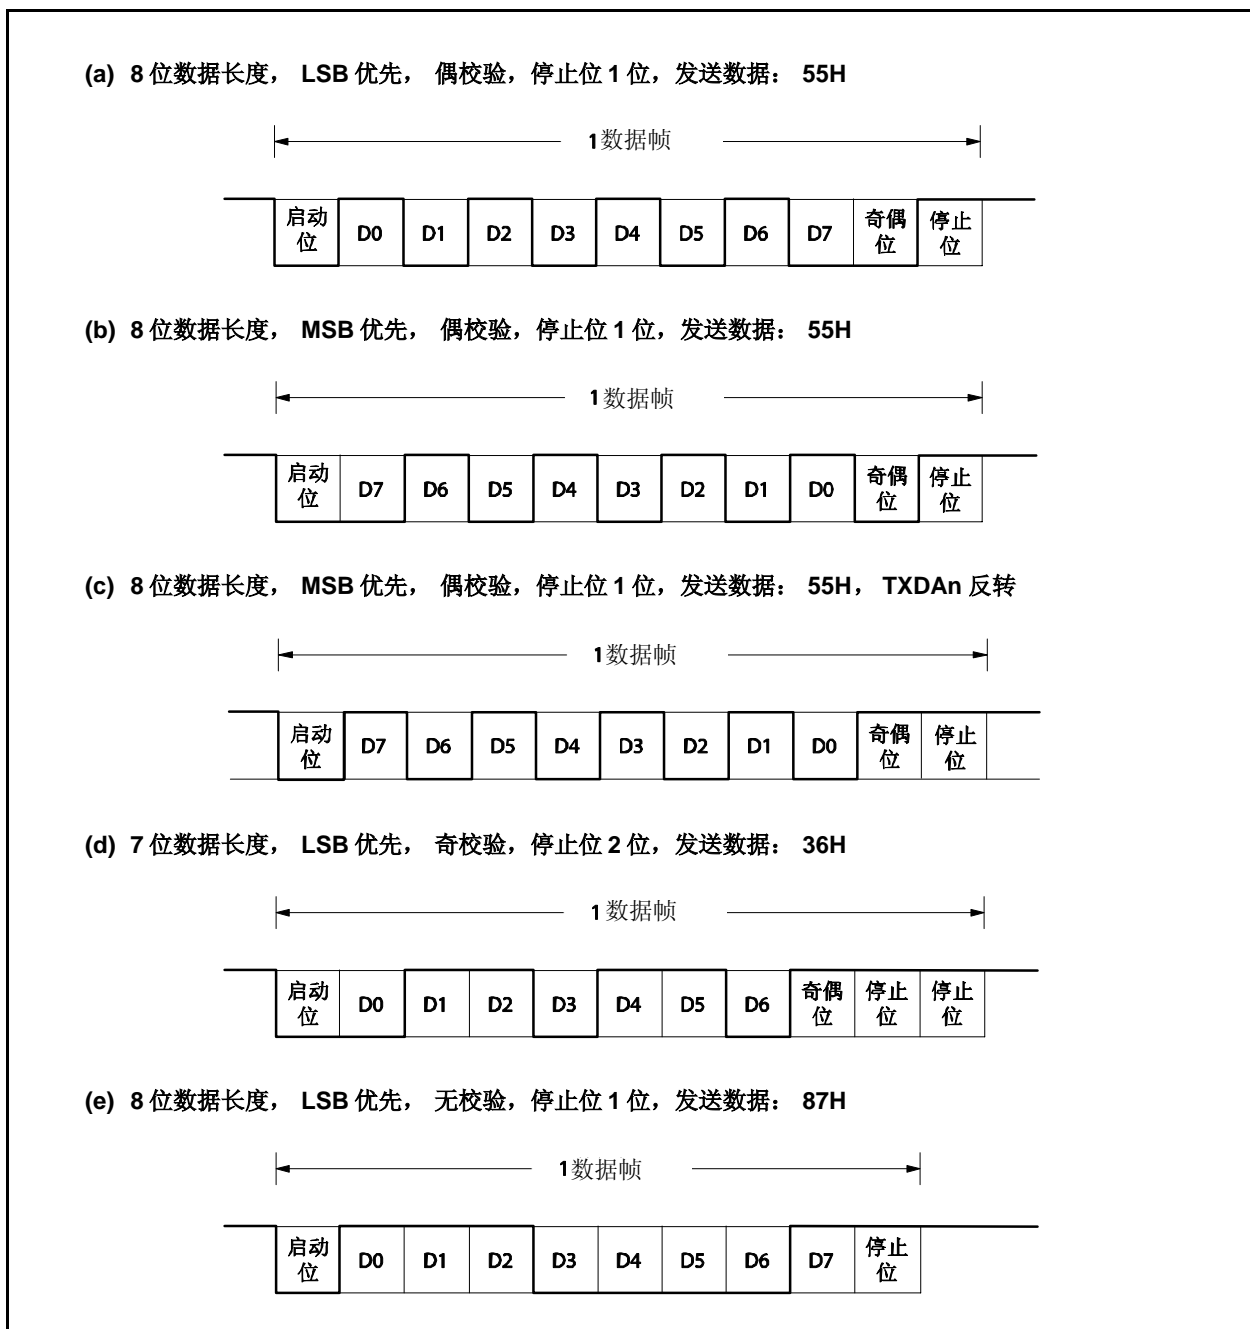 (a) 8 位数据长度， LSB 优先， 偶校验，停止位 1 位，发送数据： 55H
1 数据帧
启动位 D0 D1 D2 D3 D4 D5 D6 D7 奇偶位 停止位
(b) 8 位数据长度， MSB 优先， 偶校验，停止位 1 位，发送数据： 55H
1 数据帧
启动位 D7 D6 D5 D4 D3 D2 D1 D0 奇偶位 停止位
(c) 8 位数据长度， MSB 优先， 偶校验，停止位 1 位，发送数据： 55H， TXDAn 反转
1 数据帧
启动位 D7 D6 D5 D4 D3 D2 D1 D0 奇偶位 停止位
(d) 7 位数据长度， LSB 优先， 奇校验，停止位 2 位，发送数据： 36H
1 数据帧
启动位 D0 D1 D2 D3 D4 D5 D6 奇偶位 停止位 停止位
(e) 8 位数据长度， LSB 优先， 无校验，停止位 1 位，发送数据： 87H
1 数据帧
启动位 D0 D1 D2 D3 D4 D5 D6 D7 停止位